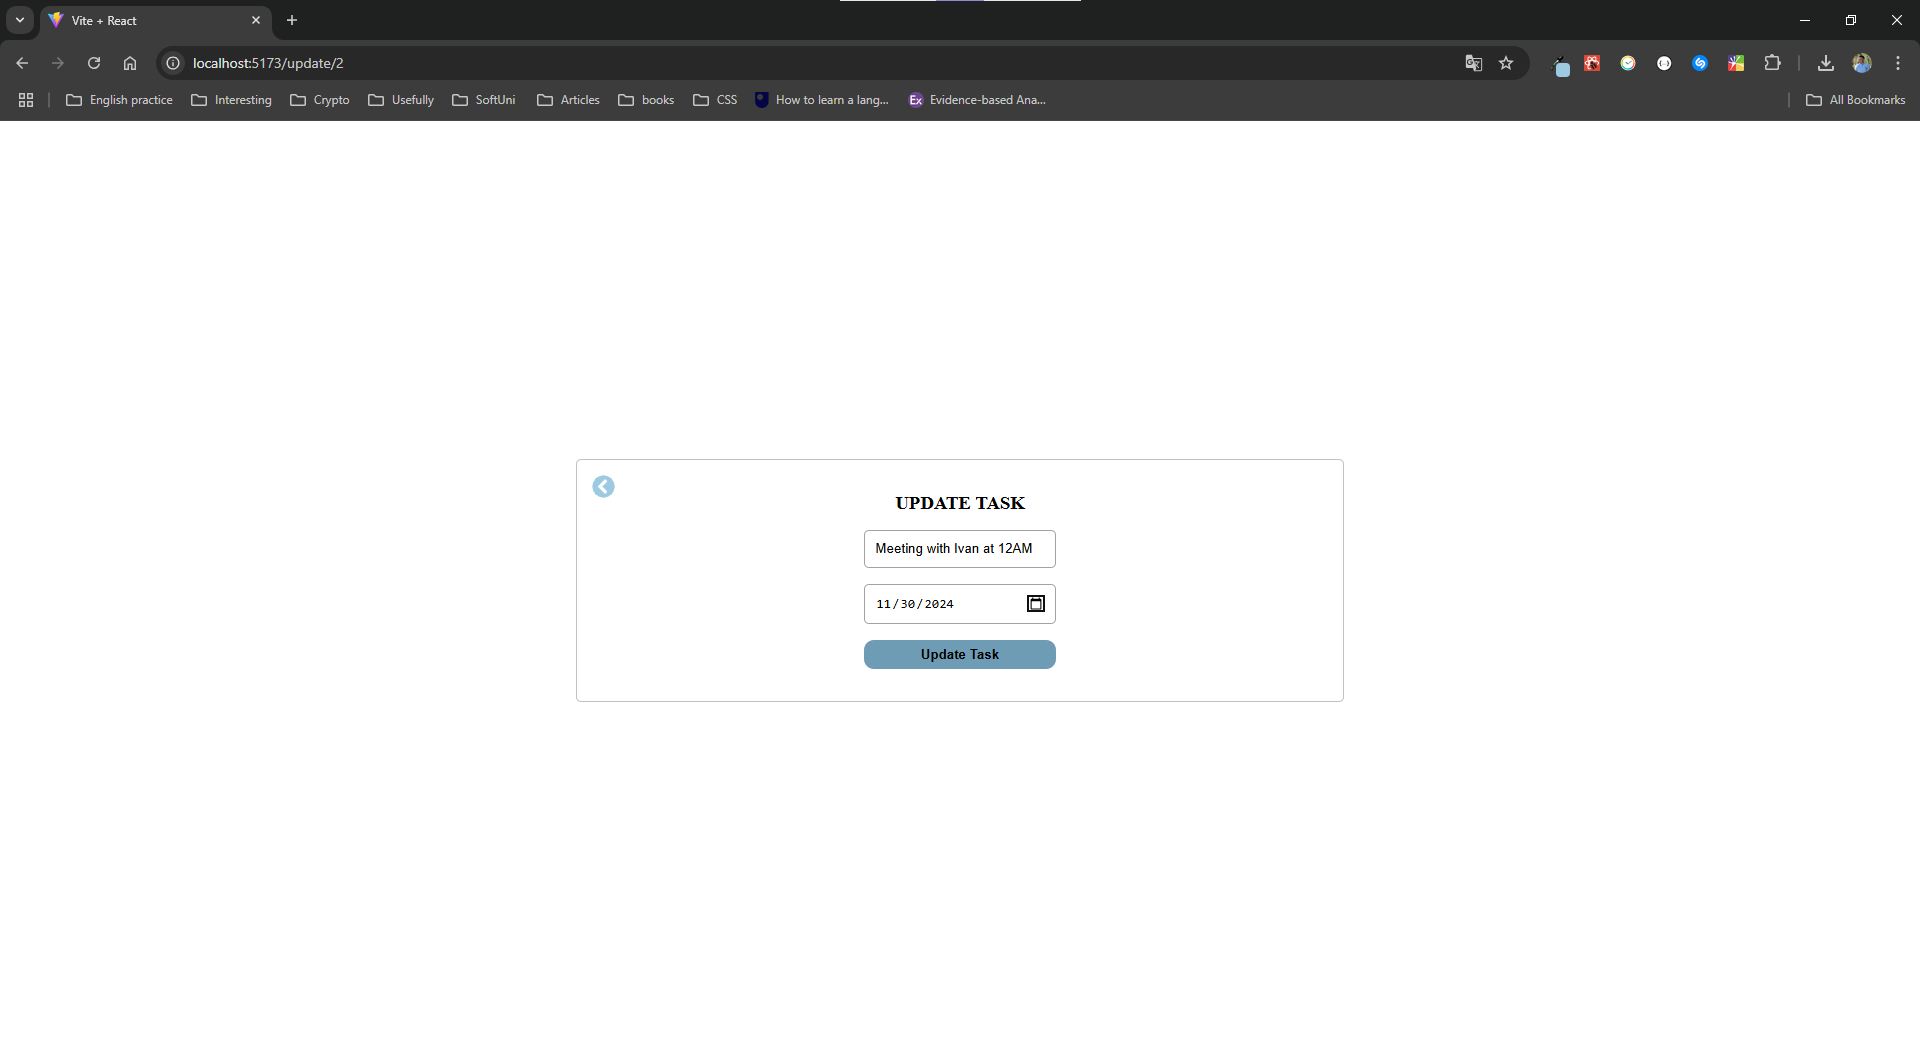 Vite + React
localhost:5173/update/2
English practice Interesting Crypto Usefully SoftUni Articles books CSS How to learn a lang... Ex Evidence-based Ana... All Bookmarks
UPDATE TASK
Meeting with Ivan at 12AM
11/30/2024
Update Task